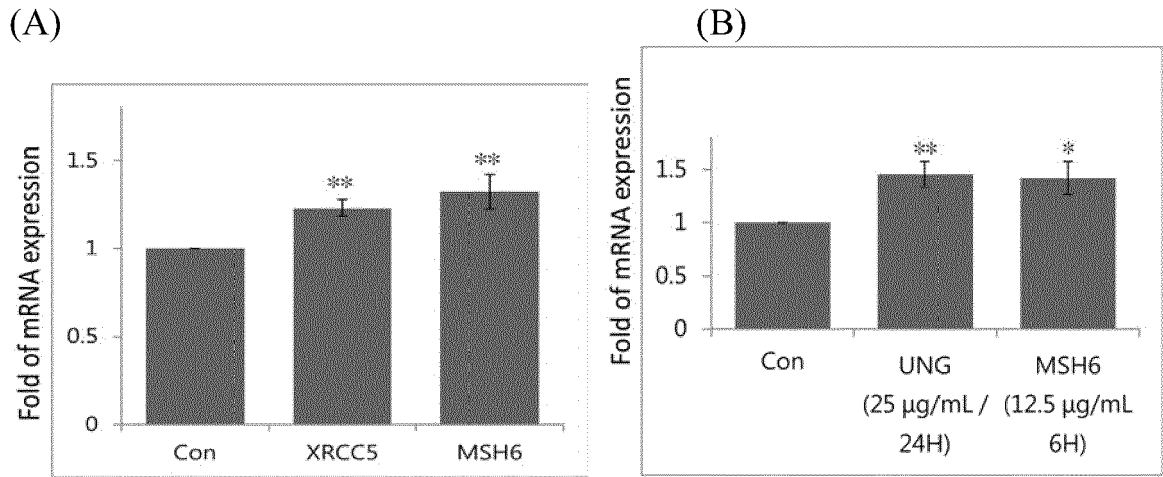 (A)
Fold of mRNA expression
1.5
1
0.5
0
**
**
Con
XRCC5
MSH6
(B)
Fold of mRNA expression
1.5
1
0.5
0
**
*
Con
UNG
(25 µg/mL /
24H)
MSH6
(12.5 µg/mL
6H)